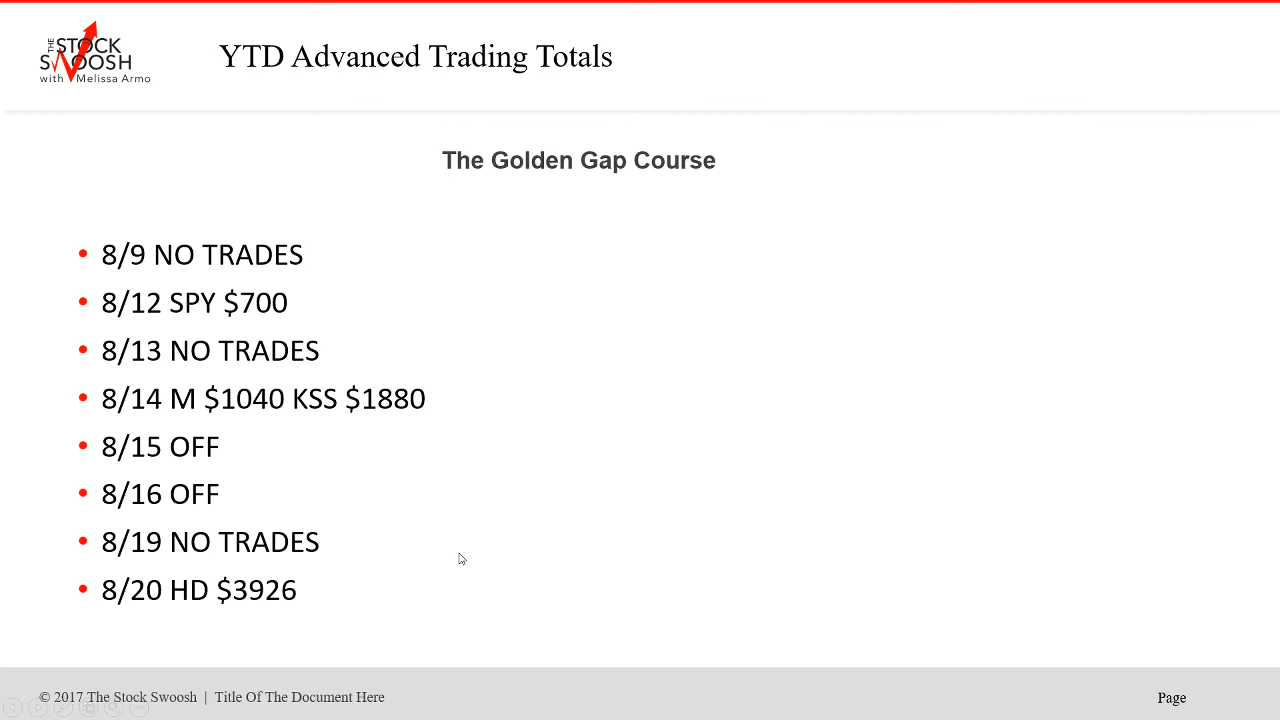 THE STOCK
SWOOSH
with Melissa Armo
YTD Advanced Trading Totals
The Golden Gap Course
• 8/9 NO TRADES
• 8/12 SPY $700
• 8/13 NO TRADES
• 8/14 M $1040 KSS $1880
• 8/15 OFF
• 8/16 OFF
• 8/19 NO TRADES
• 8/20 HD $3926
© 2017 The Stock Swoosh | Title Of The Document Here
Page